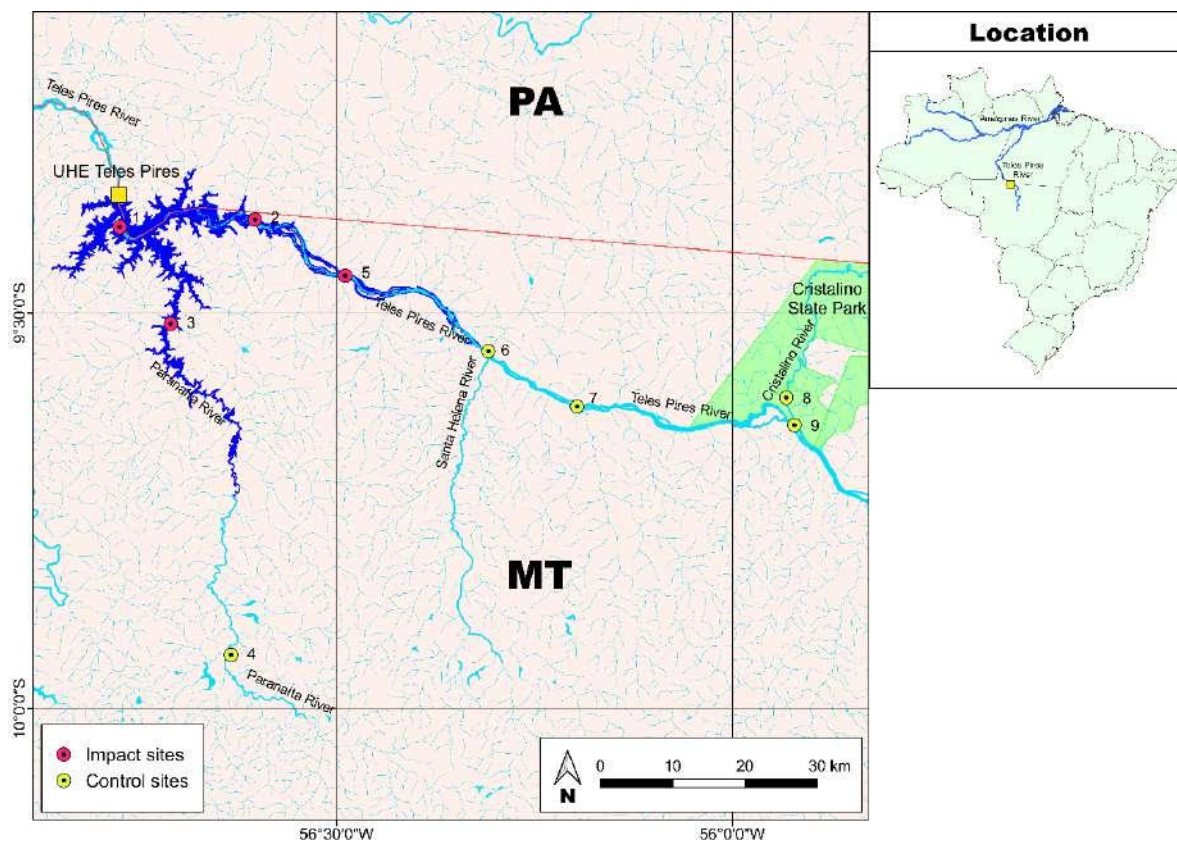 Location
PA
Teles Pires River
UHE Teles Pires
Amazonas River
Teles Pires
River
1
2
5
3
Teles Pires River
6
Cristalino
State Park
Cristalino River
Teles Pires River
7
8
9
9°30'0"S
Paranaíta River
Santa Helena River
MT
4
Paranaíta River
10°0'0"S
Impact sites
Control sites
N
0 10 20 30 km
56°30'0"W
56°0'0"W